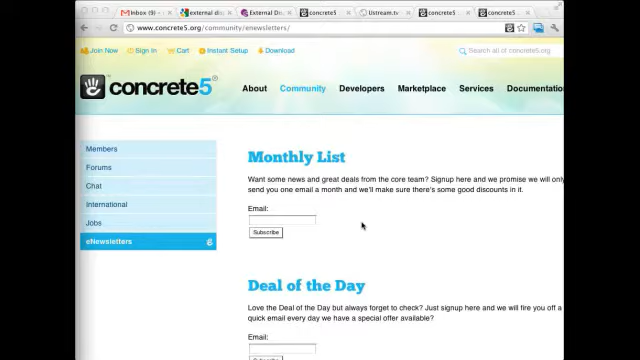 Inbox (9)
external di
External Di
concrete5
Ustream.tv
concrete5
concrete5
www.concrete5.org/community/enewsletters/
Join Now Sign In Cart Instant Setup Download
Search all of concrete5.org
concrete5®
About Community Developers Marketplace Services Documentation
Members
Forums
Chat
International
Jobs
eNewsletters
Monthly List
Want some news and great deals from the core team? Signup here and we promise we will only
send you one email a month and we'll make sure there's some good discounts in it.
Email:
Subscribe
Deal of the Day
Love the Deal of the Day but always forget to check? Just signup here and we will fire you off a
quick email every day we have a special offer available?
Email: